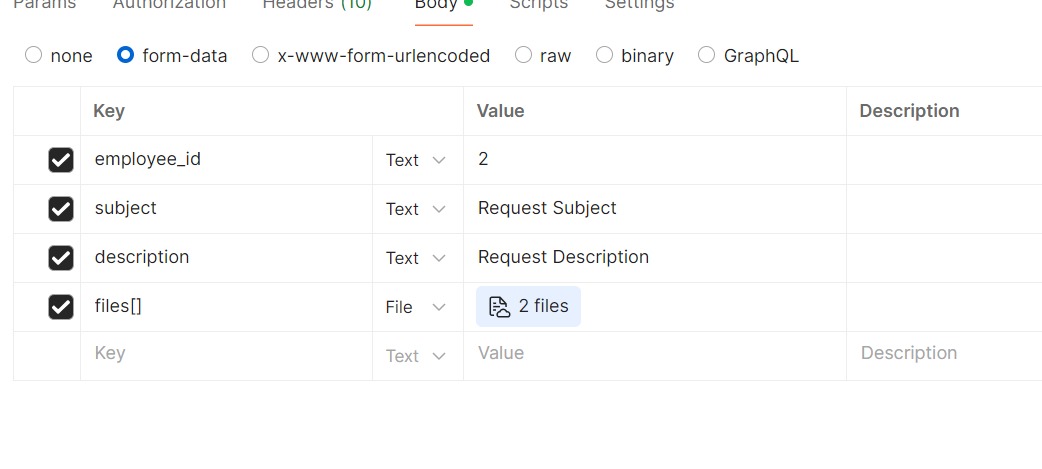 Params Authorization Headers (10) Body Scripts Settings
none form-data x-www-form-urlencoded raw binary GraphQL
Key Value Description
employee_id Text 2
subject Text Request Subject
description Text Request Description
files[] File 2 files
Key Text Value Description